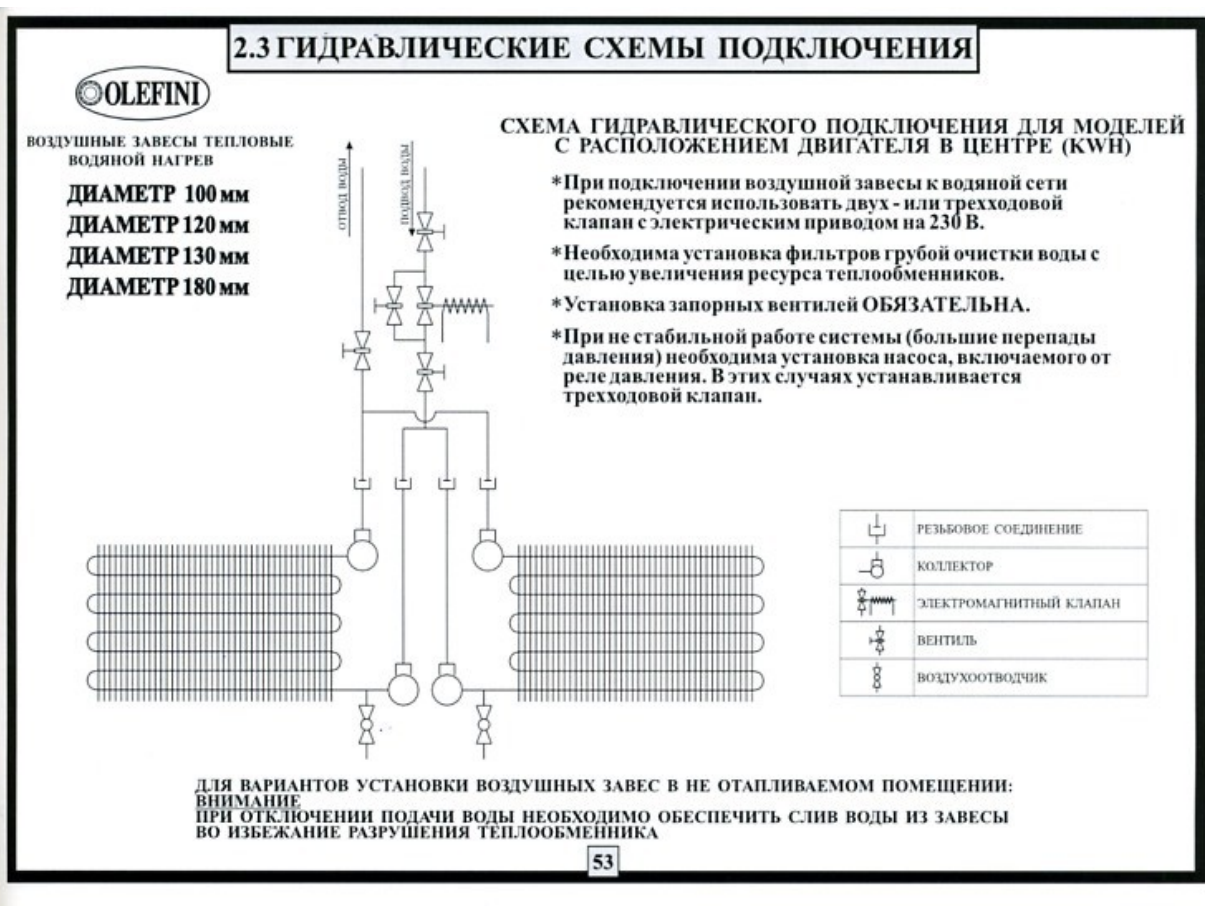 2.3 ГИДРАВЛИЧЕСКИЕ СХЕМЫ ПОДКЛЮЧЕНИЯ
OLEFINI
ВОЗДУШНЫЕ ЗАВЕСЫ ТЕПЛОВЫЕ
ВОДЯНОЙ НАГРЕВ
ДИАМЕТР 100 мм
ДИАМЕТР 120 мм
ДИАМЕТР 130 мм
ДИАМЕТР 180 мм
ОТВОД ВОДЫ
ПОДВОД ВОДЫ
СХЕМА ГИДРАВЛИЧЕСКОГО ПОДКЛЮЧЕНИЯ ДЛЯ МОДЕЛЕЙ
С РАСПОЛОЖЕНИЕМ ДВИГАТЕЛЯ В ЦЕНТРЕ (KWH)
*При подключении воздушной завесы к водяной сети
рекомендуется использовать двух - или трехходовой
клапан с электрическим приводом на 230 В.
*Необходима установка фильтров грубой очистки воды с
целью увеличения ресурса теплообменников.
*Установка запорных вентилей ОБЯЗАТЕЛЬНА.
*При не стабильной работе системы (большие перепады
давления) необходима установка насоса, включаемого от
реле давления. В этих случаях устанавливается
трехходовой клапан.
РЕЗЬБОВОЕ СОЕДИНЕНИЕ
КОЛЛЕКТОР
ЭЛЕКТРОМАГНИТНЫЙ КЛАПАН
ВЕНТИЛЬ
ВОЗДУХООТВОДЧИК
ДЛЯ ВАРИАНТОВ УСТАНОВКИ ВОЗДУШНЫХ ЗАВЕС В НЕ ОТАПЛИВАЕМОМ ПОМЕЩЕНИИ:
ВНИМАНИЕ
ПРИ ОТКЛЮЧЕНИИ ПОДАЧИ ВОДЫ НЕОБХОДИМО ОБЕСПЕЧИТЬ СЛИВ ВОДЫ ИЗ ЗАВЕСЫ
ВО ИЗБЕЖАНИЕ РАЗРУШЕНИЯ ТЕПЛООБМЕННИКА
53